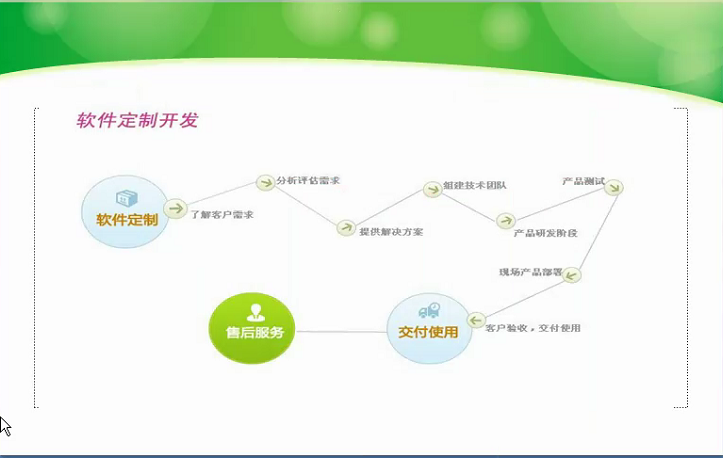 软件定制开发
软件定制
了解客户需求
分析评估需求
提供解决方案
组建技术团队
产品研发阶段
产品测试
现场产品部署
客户验收，交付使用
交付使用
售后服务